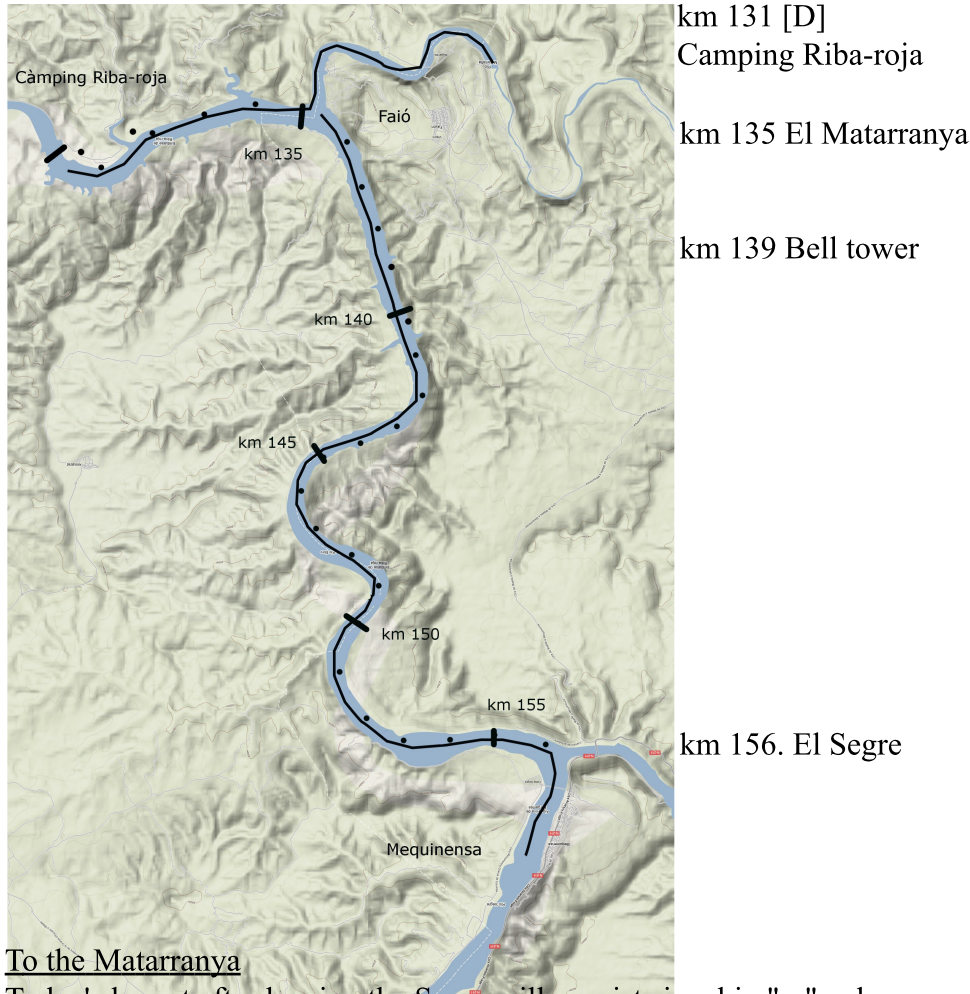 km 131 [D]
Camping Riba-roja
km 135 El Matarranya
km 139 Bell tower
km 156. El Segre
Càmping Riba-roja
Faió
km 135
km 140
km 145
km 150
km 155
Mequinensa
To the Matarranya